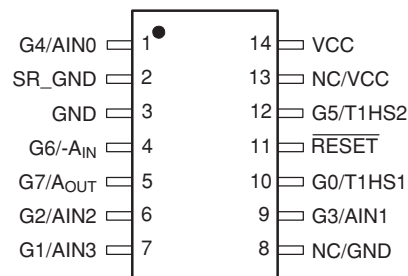 G4/AIN0 1 14 VCC
SR_GND 2 13 NC/VCC
GND 3 12 G5/T1HS2
G6/-AIN 4 11 RESET
G7/AOUT 5 10 G0/T1HS1
G2/AIN2 6 9 G3/AIN1
G1/AIN3 7 8 NC/GND